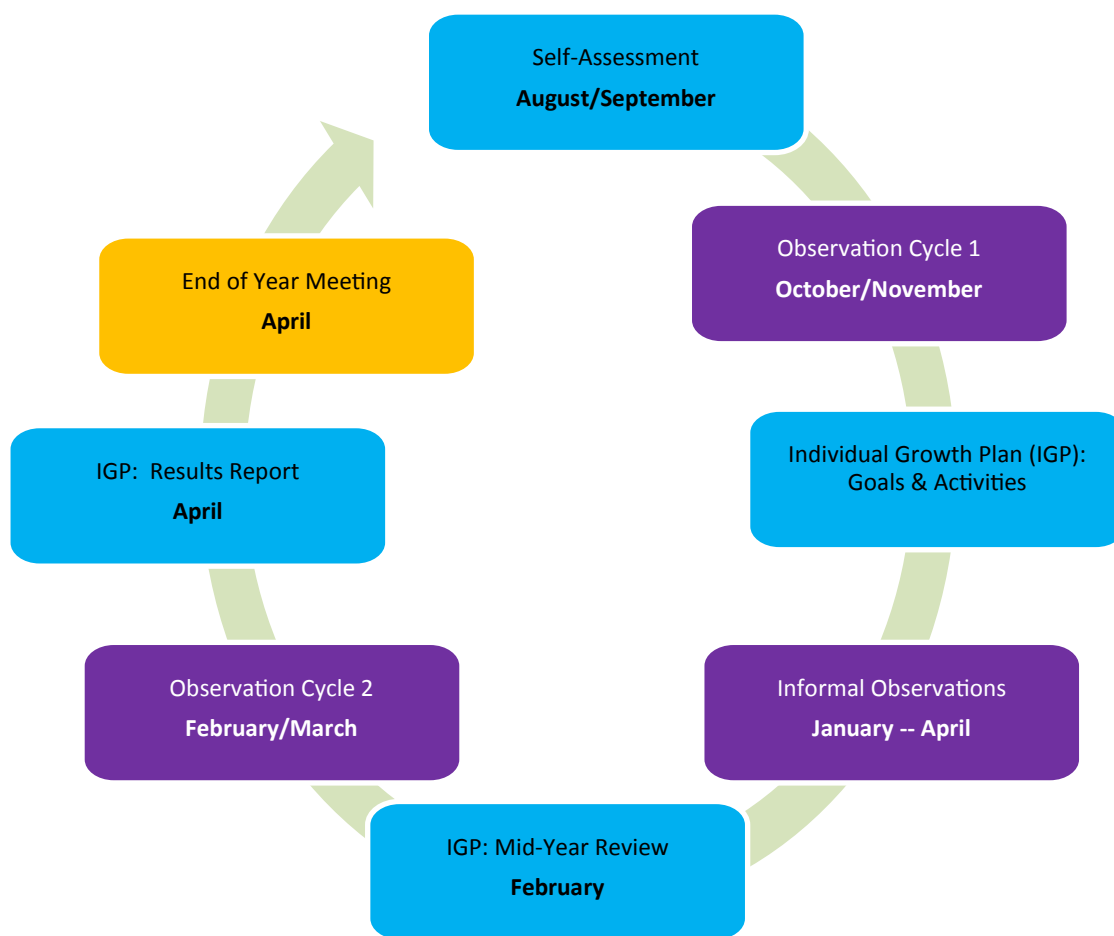 Self-Assessment
August/September
Observation Cycle 1
October/November
Individual Growth Plan (IGP):
Goals & Activities
Informal Observations
January -- April
IGP: Mid-Year Review
February
Observation Cycle 2
February/March
IGP:  Results Report
April
End of Year Meeting
April